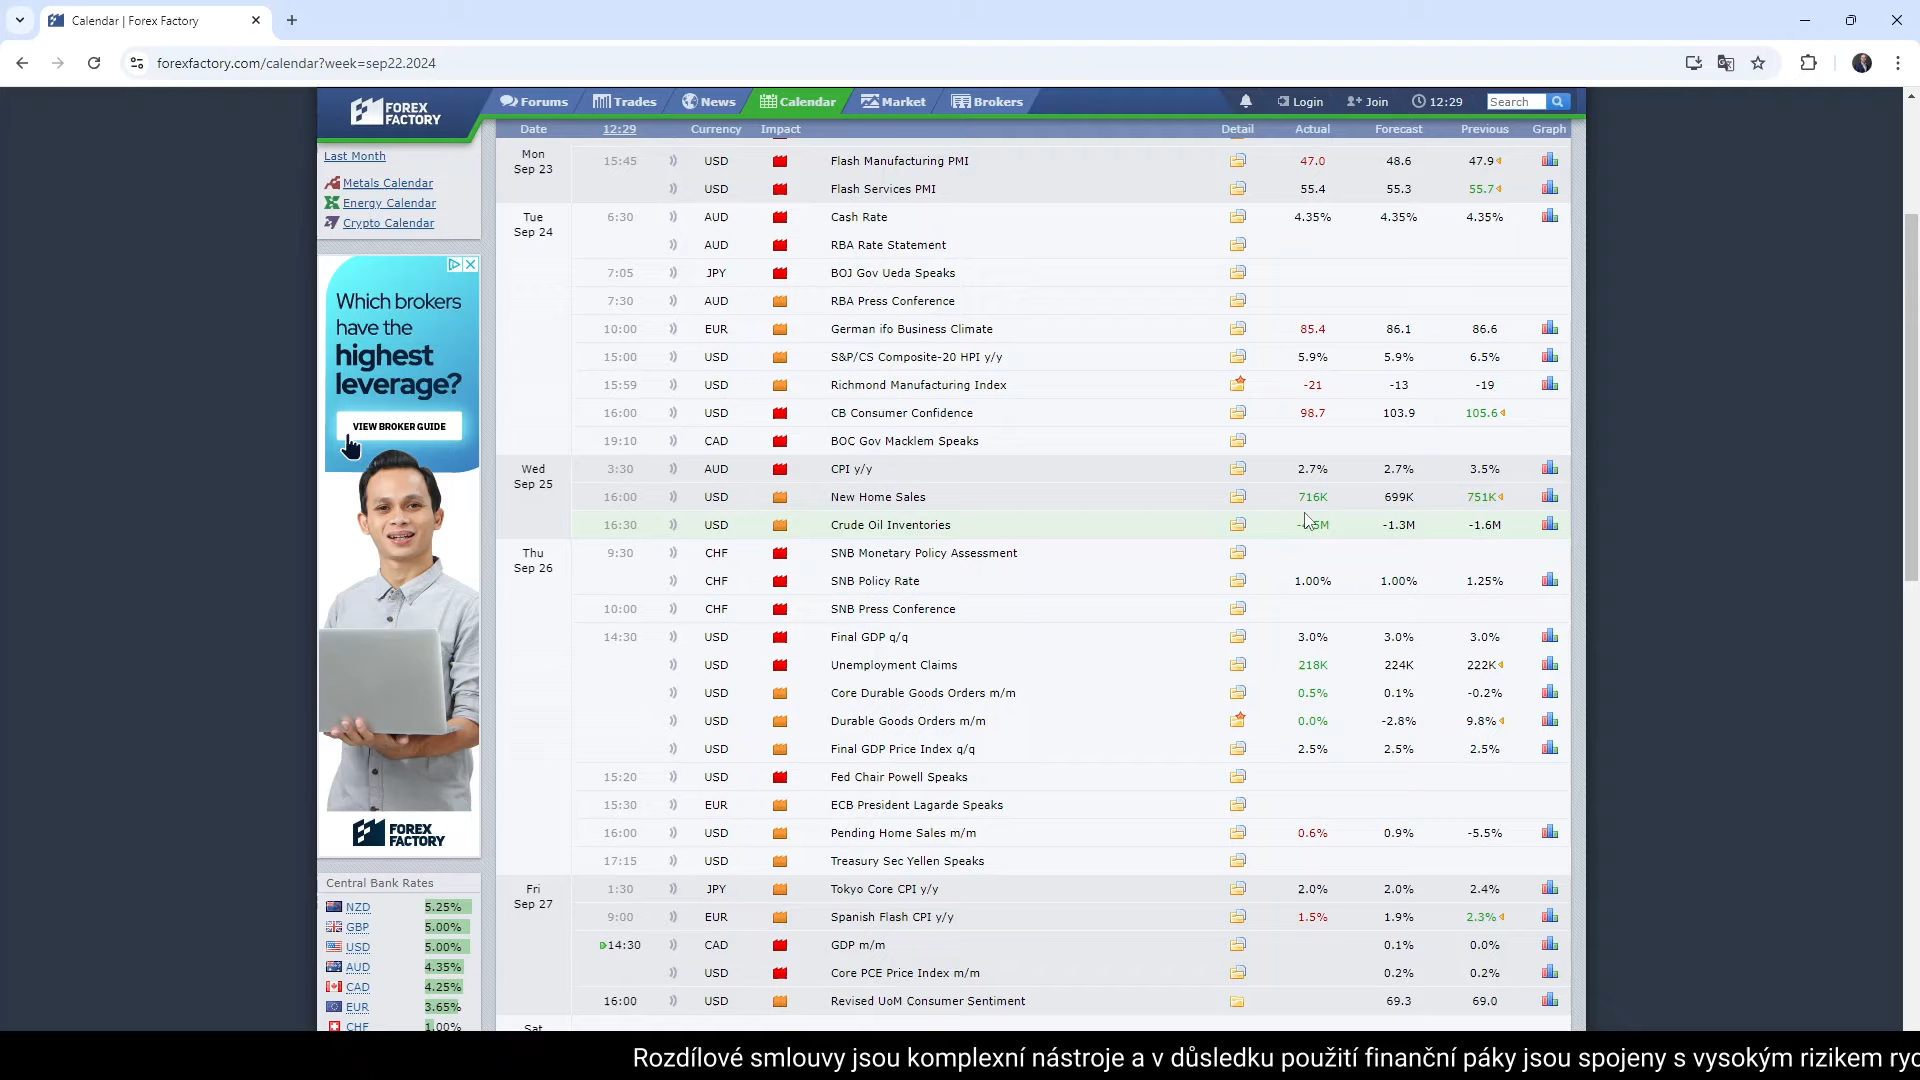 Calendar | Forex Factory
forexfactory.com/calendar?week=sep22.2024
FOREX FACTORY Forums Trades News Calendar Market Brokers Login Join 12:29 Search
Date 12:29 Currency Impact Detail Actual Forecast Previous Graph
Last Month
Metals Calendar
Energy Calendar
Crypto Calendar
Which brokers
have the
highest
leverage?
VIEW BROKER GUIDE
FOREX
FACTORY
Central Bank Rates
NZD 5.25%
GBP 5.00%
USD 5.00%
AUD 4.35%
CAD 4.25%
EUR 3.65%
CHF 1.00%
Mon Sep 23 15:45 USD Flash Manufacturing PMI 47.0 48.6 47.9
USD Flash Services PMI 55.4 55.3 55.7
Tue Sep 24 6:30 AUD Cash Rate 4.35% 4.35% 4.35%
AUD RBA Rate Statement
7:05 JPY BOJ Gov Ueda Speaks
7:30 AUD RBA Press Conference
10:00 EUR German ifo Business Climate 85.4 86.1 86.6
15:00 USD S&P/CS Composite-20 HPI y/y 5.9% 5.9% 6.5%
15:59 USD Richmond Manufacturing Index -21 -13 -19
16:00 USD CB Consumer Confidence 98.7 103.9 105.6
19:10 CAD BOC Gov Macklem Speaks
Wed Sep 25 3:30 AUD CPI y/y 2.7% 2.7% 3.5%
16:00 USD New Home Sales 716K 699K 751K
16:30 USD Crude Oil Inventories -1.3M -1.6M
Thu Sep 26 9:30 CHF SNB Monetary Policy Assessment
CHF SNB Policy Rate 1.00% 1.00% 1.25%
10:00 CHF SNB Press Conference
14:30 USD Final GDP q/q 3.0% 3.0% 3.0%
USD Unemployment Claims 218K 224K 222K
USD Core Durable Goods Orders m/m 0.5% 0.1% -0.2%
USD Durable Goods Orders m/m 0.0% -2.8% 9.8%
USD Final GDP Price Index q/q 2.5% 2.5% 2.5%
15:20 USD Fed Chair Powell Speaks
15:30 EUR ECB President Lagarde Speaks
16:00 USD Pending Home Sales m/m 0.6% 0.9% -5.5%
17:15 USD Treasury Sec Yellen Speaks
Fri Sep 27 1:30 JPY Tokyo Core CPI y/y 2.0% 2.0% 2.4%
9:00 EUR Spanish Flash CPI y/y 1.5% 1.9% 2.3%
14:30 CAD GDP m/m 0.1% 0.0%
USD Core PCE Price Index m/m 0.2% 0.2%
16:00 USD Revised UoM Consumer Sentiment 69.3 69.0
Sat
Rozdílové smlouvy jsou komplexní nástroje a v důsledku použití finanční páky jsou spojeny s vysokým rizikem ryc